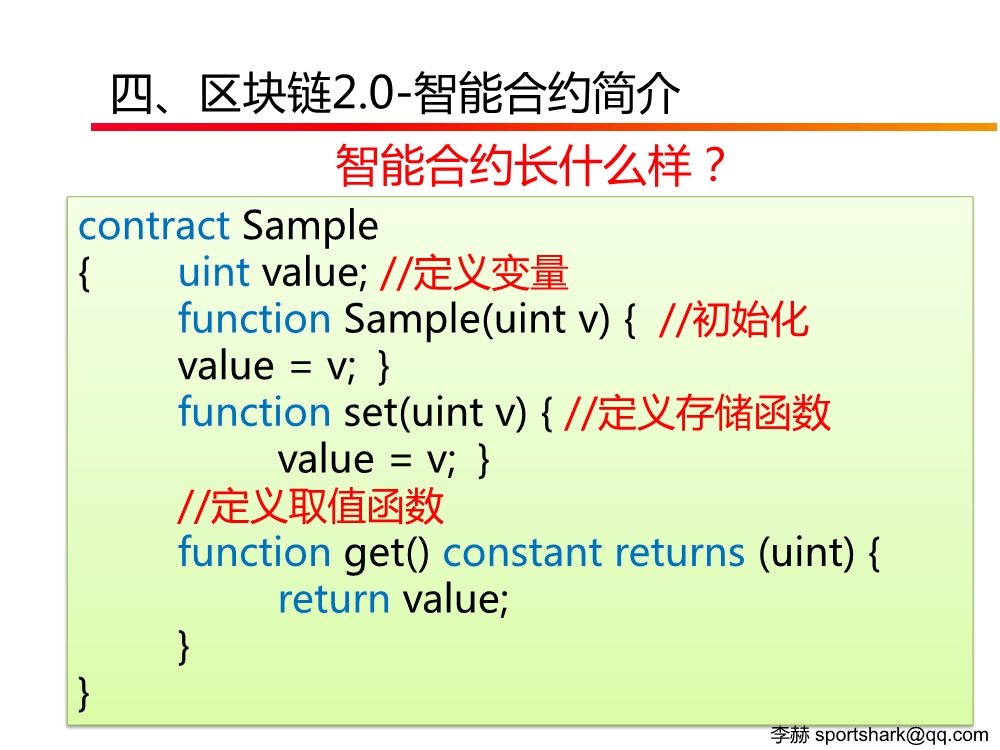 四、区块链2.0-智能合约简介
智能合约长什么样？
contract Sample
{ uint value; //定义变量
function Sample(uint v) { //初始化
value = v; }
function set(uint v) { //定义存储函数
value = v; }
//定义取值函数
function get() constant returns (uint) {
return value;
}
}
李赫 sportshark@qq.com